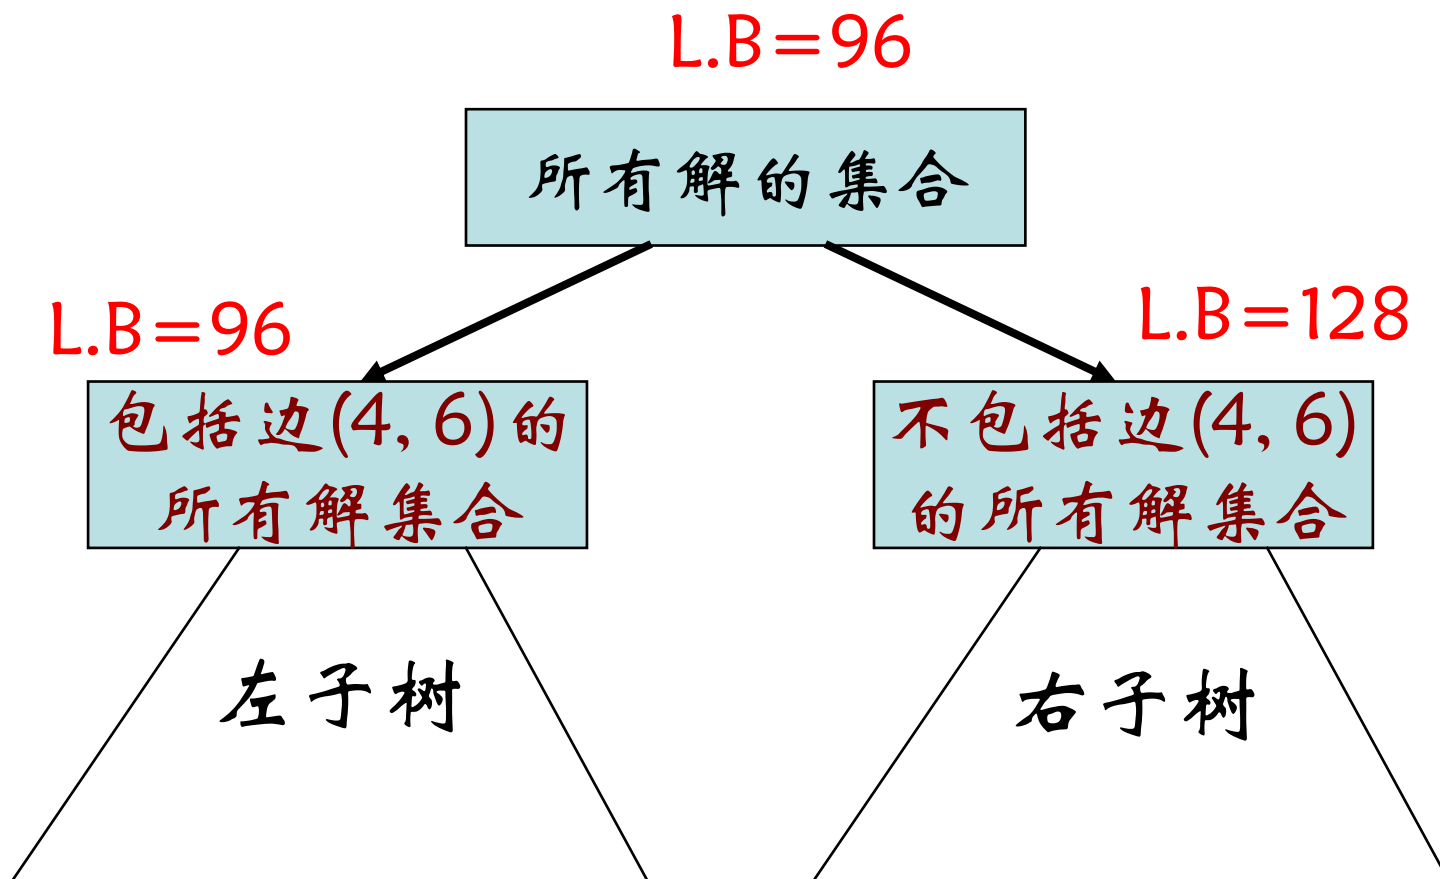 L.B=96
所有解的集合
L.B=96
L.B=128
包括边(4, 6)的
所有解集合
不包括边(4, 6)
的所有解集合
左子树
右子树